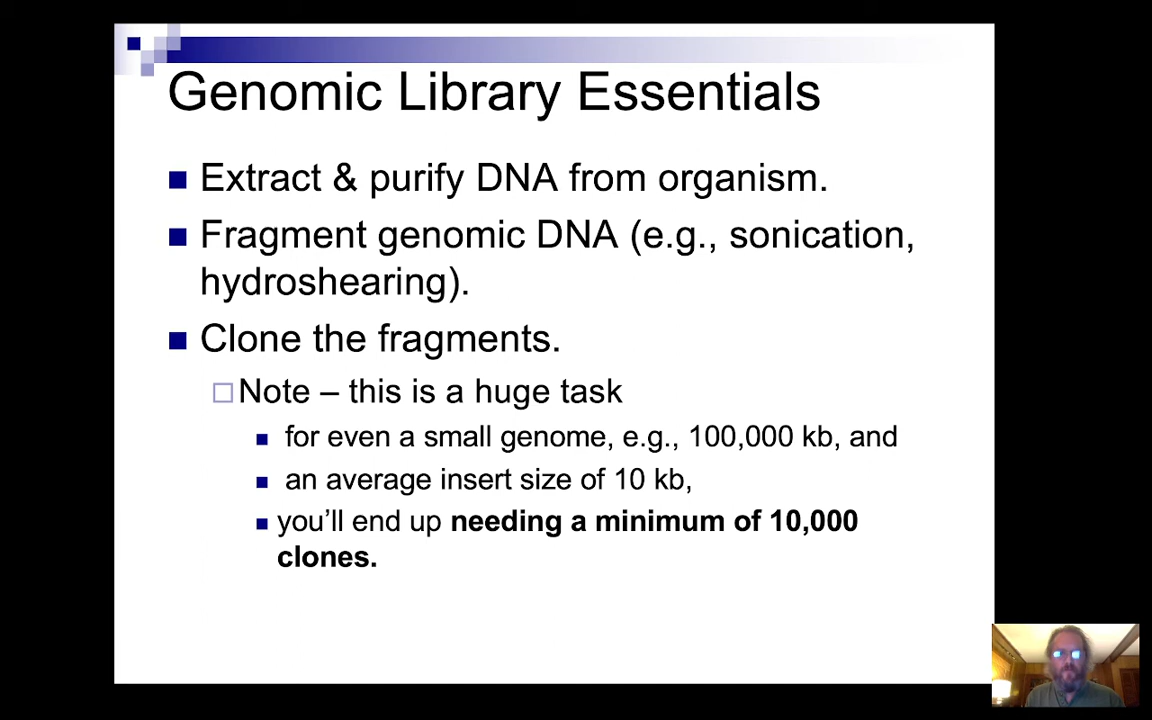 Genomic Library Essentials
Extract & purify DNA from organism.
Fragment genomic DNA (e.g., sonication,
hydroshearing).
Clone the fragments.
Note – this is a huge task
for even a small genome, e.g., 100,000 kb, and
an average insert size of 10 kb,
you’ll end up needing a minimum of 10,000
clones.